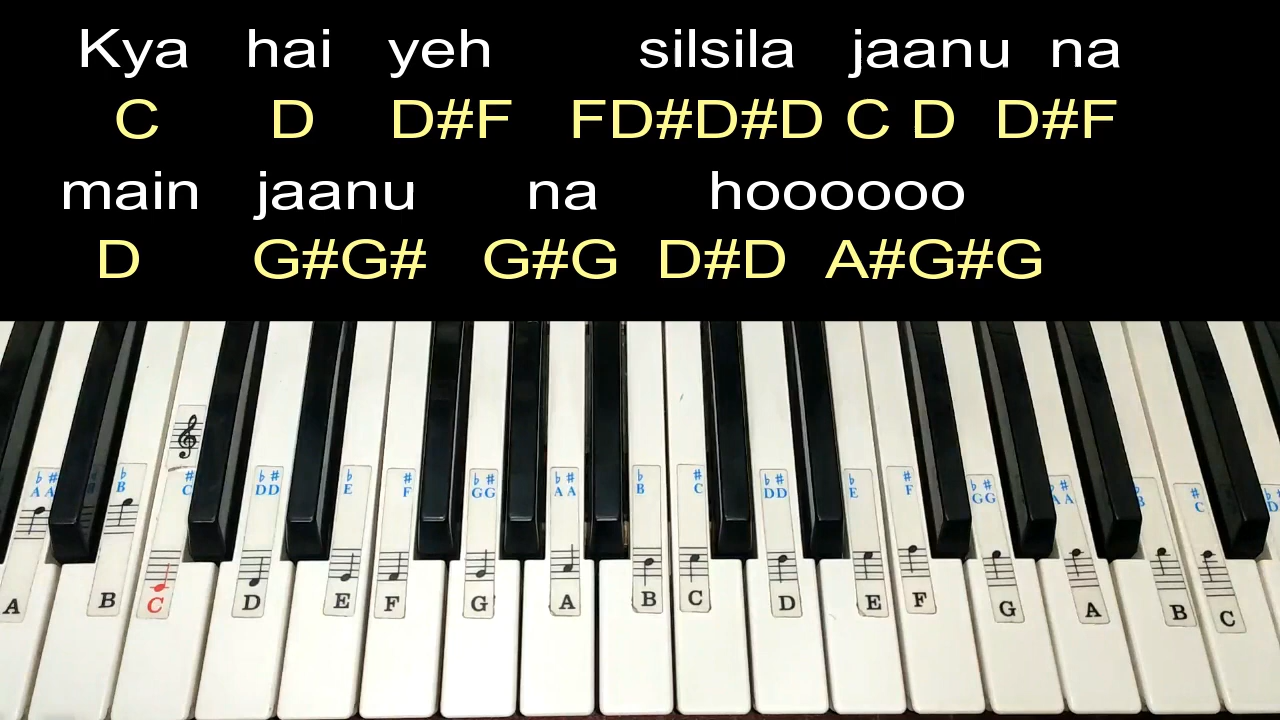 Kya hai yeh silsila jaanu na
C D D#F FD#D#D C D D#F
main jaanu na hoooooo
D G#G# G#G D#D A#G#G
♭ # ♭ # ♭ # ♭ # ♭ # ♭ # ♭ # ♭ # ♭ # ♭ # ♭ #
A A B C D D E F G G A A B C D D E F G G A A B C D
A B C D E F G A B C D E F G A B C